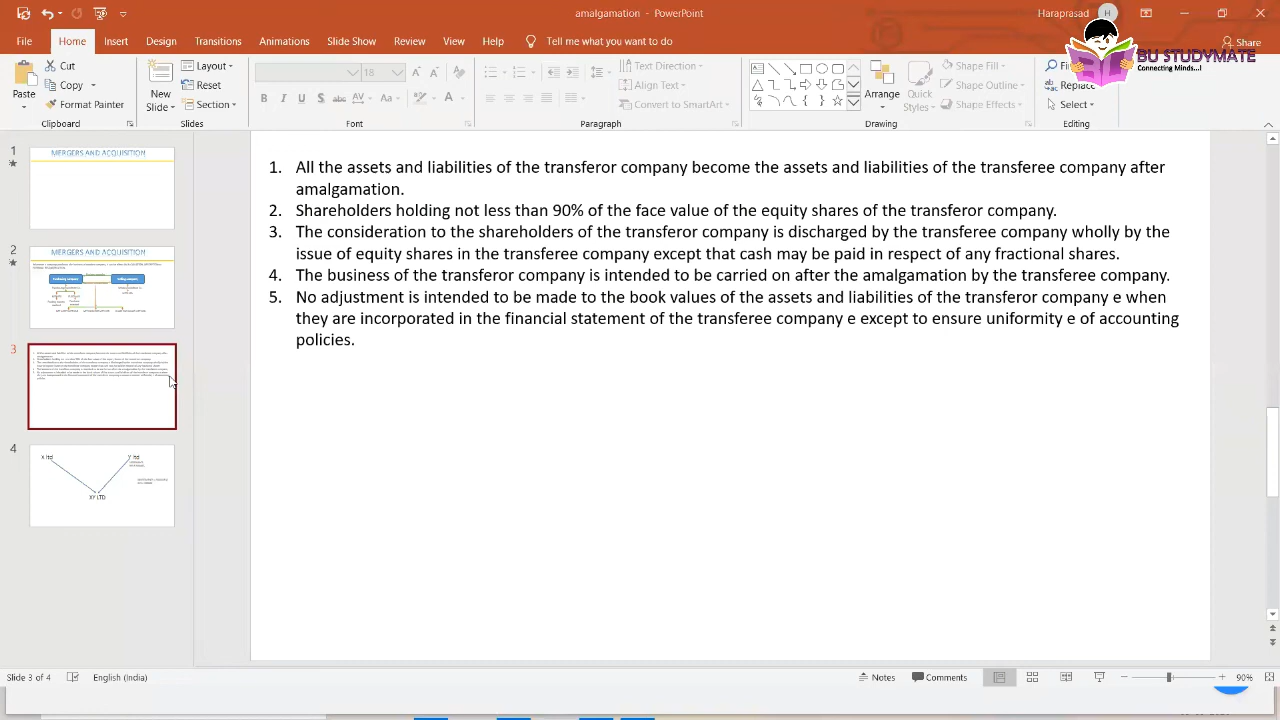 amalgamation - PowerPoint
Haraprasad H
File Home Insert Design Transitions Animations Slide Show Review View Help Tell me what you want to do Share
BU STUDYMATE
Connecting Minds...!
Paste Cut Copy Format Painter
Clipboard
New Slide Layout Reset Section
Slides
18
Font
Text Direction Align Text Convert to SmartArt
Paragraph
Arrange Quick Styles Shape Fill Shape Outline Shape Effects
Drawing
Replace
Select
Editing
1
MERGERS AND ACQUISITION
2
MERGERS AND ACQUISITION
3
4
X ltd Y ltd
XY LTD
1. All the assets and liabilities of the transferor company become the assets and liabilities of the transferee company after
amalgamation.
2. Shareholders holding not less than 90% of the face value of the equity shares of the transferor company.
3. The consideration to the shareholders of the transferor company is discharged by the transferee company wholly by the
issue of equity shares in the transferee company except that cash may be paid in respect of any fractional shares.
4. The business of the transferor company is intended to be carried on after the amalgamation by the transferee company.
5. No adjustment is intended to be made to the book values of the assets and liabilities of the transferor company e when
they are incorporated in the financial statement of the transferee company e except to ensure uniformity e of accounting
policies.
Slide 3 of 4 English (India) Notes Comments 90%